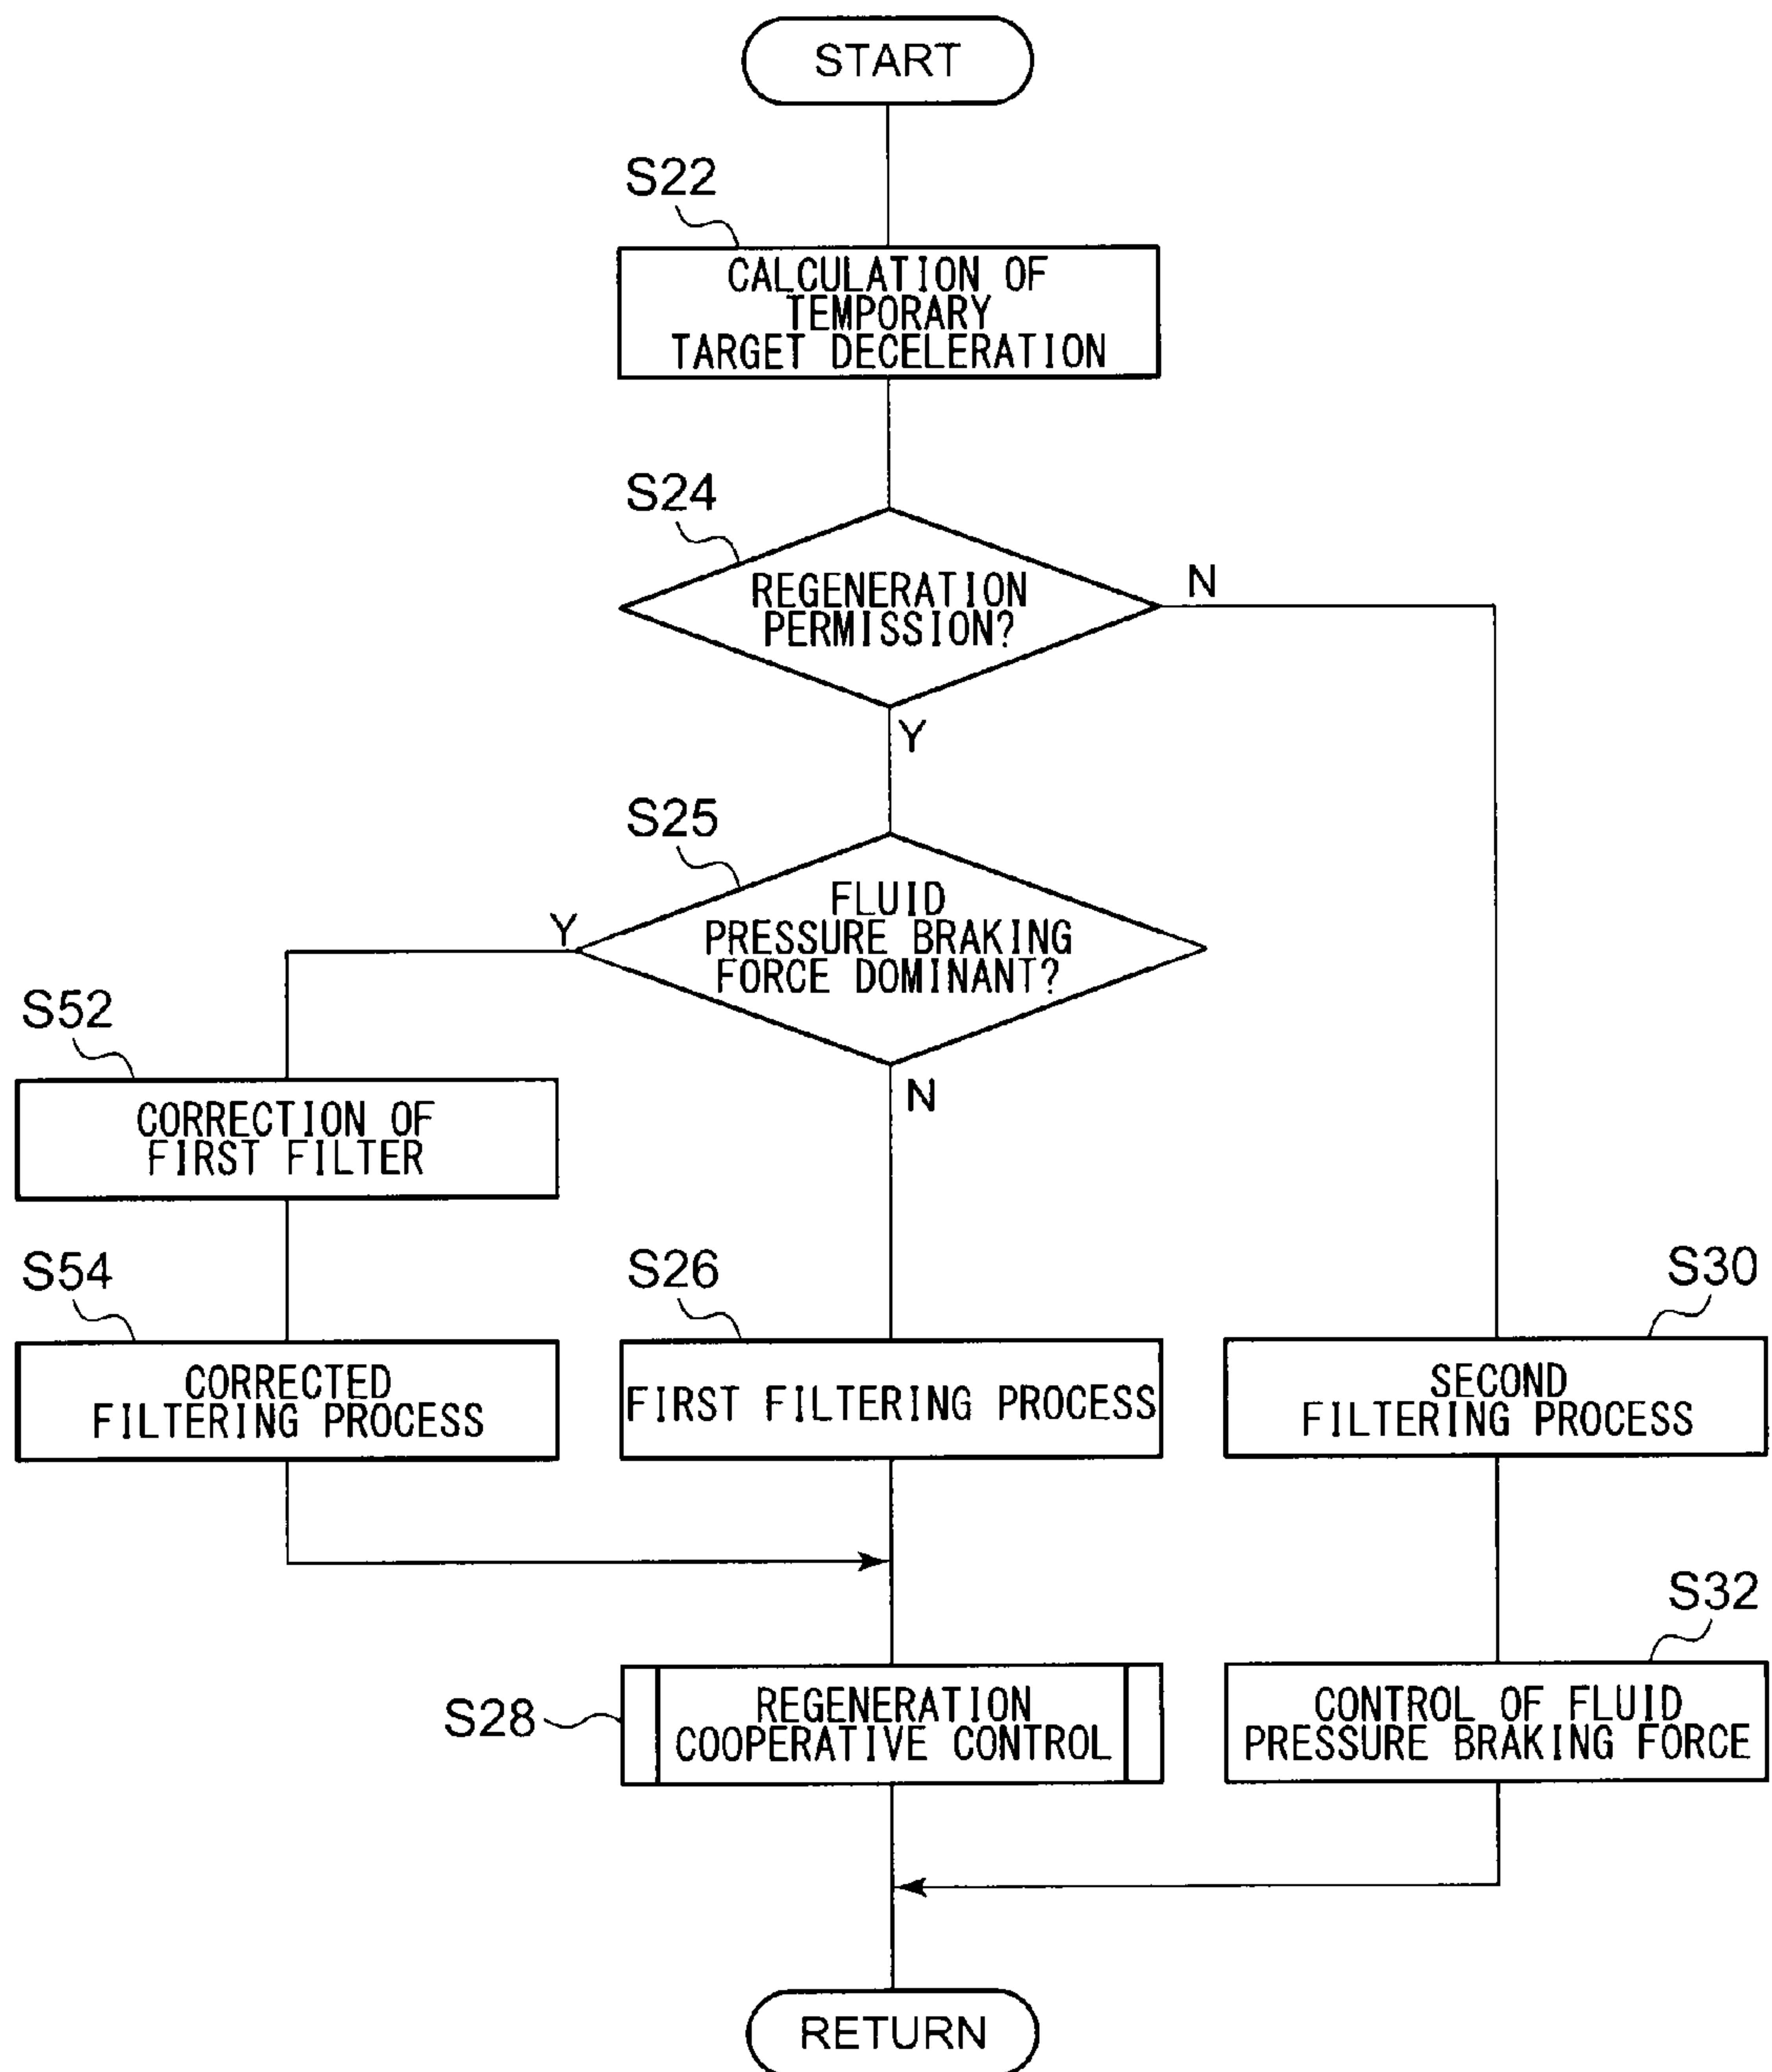 START
S22
CALCULATION OF
TEMPORARY
TARGET DECELERATION
S24
REGENERATION
PERMISSION?
N
Y
S25
FLUID
PRESSURE BRAKING
FORCE DOMINANT?
Y
N
S52
CORRECTION OF
FIRST FILTER
S54
CORRECTED
FILTERING PROCESS
S26
FIRST FILTERING PROCESS
S30
SECOND
FILTERING PROCESS
S28
REGENERATION
COOPERATIVE CONTROL
S32
CONTROL OF FLUID
PRESSURE BRAKING FORCE
RETURN